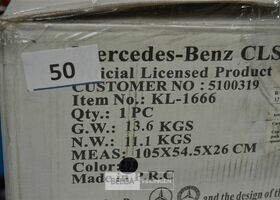 Mercedes-Benz CLS
50
Official Licensed Product
CUSTOMER NO : 5100319
Item No.: KL-1666
Qty.: 1 PC
G.W.: 13.6 KGS
N.W.: 11.1 KGS
MEAS: 105X54.5X26 CM
Color:
Made in P.R.C
and the design of the